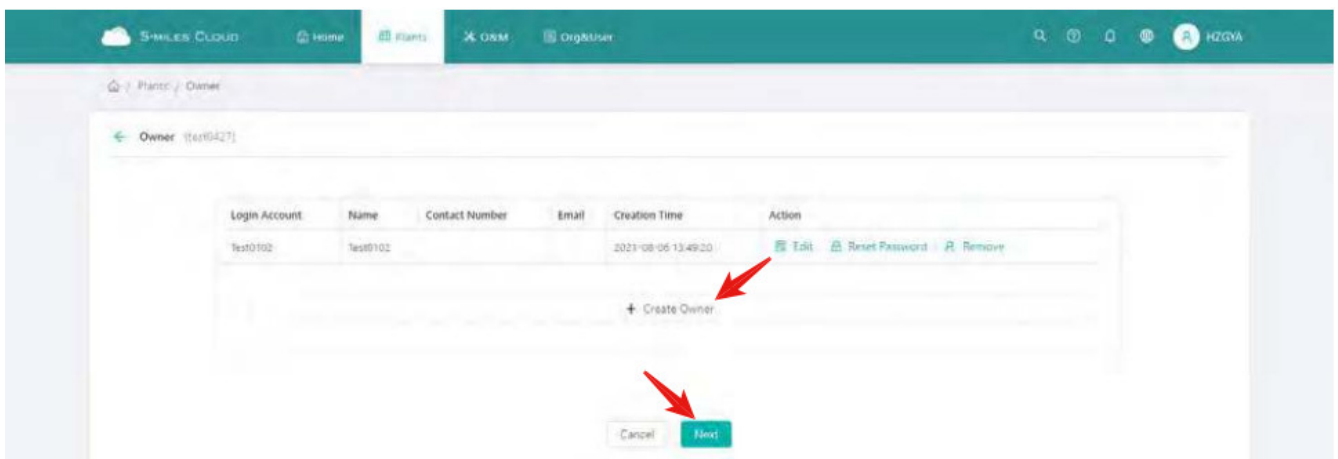 S-MILES CLOUD Home Plants O&M Org&User HZGYA
/ Plants / Owner
Owner
Login Account Name Contact Number Email Creation Time Action
Test0102 Test0102 2021-08-06 13:49:20 Edit Reset Password Remove
+ Create Owner
Cancel Next